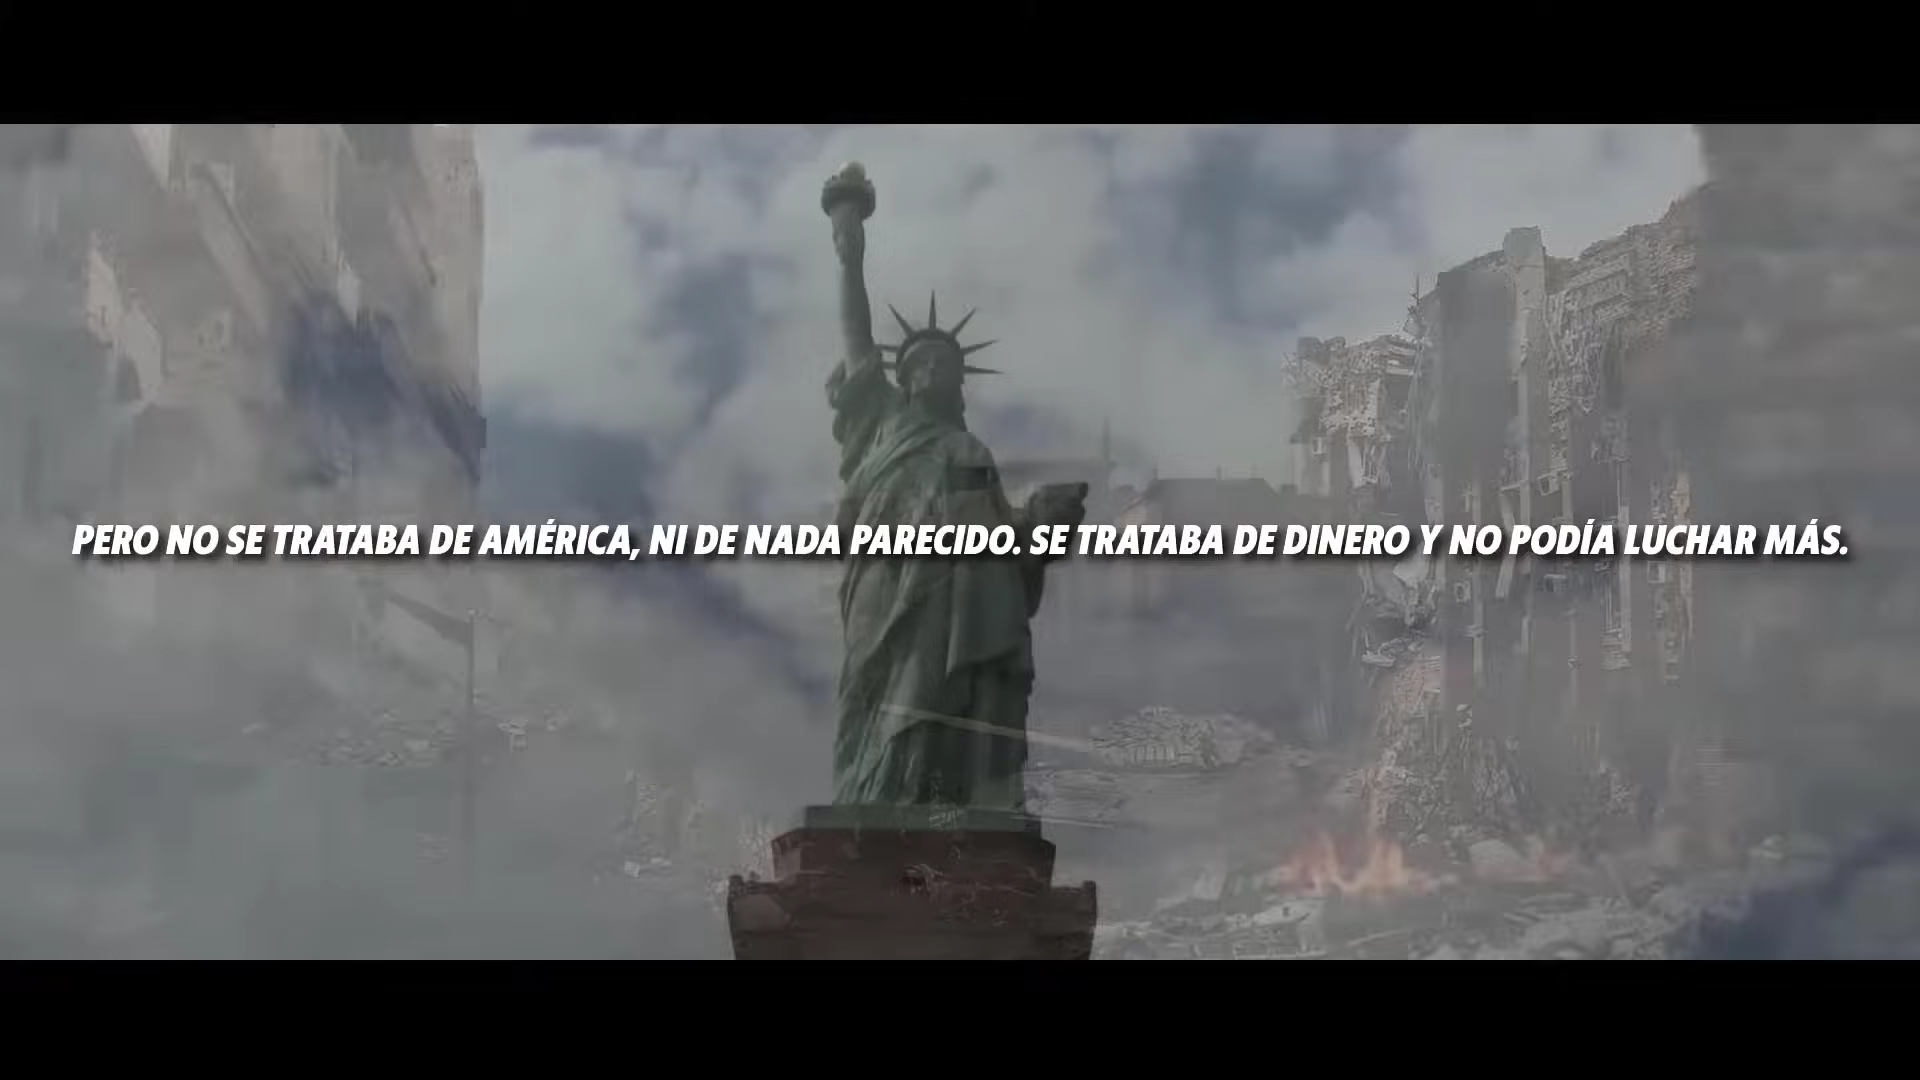 PERO NO SE TRATABA DE AMÉRICA, NI DE NADA PARECIDO. SE TRATABA DE DINERO Y NO PODÍA LUCHAR MÁS.